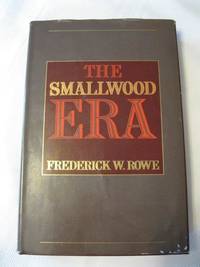 THE
SMALLWOOD
ERA
FREDERICK W. ROWE